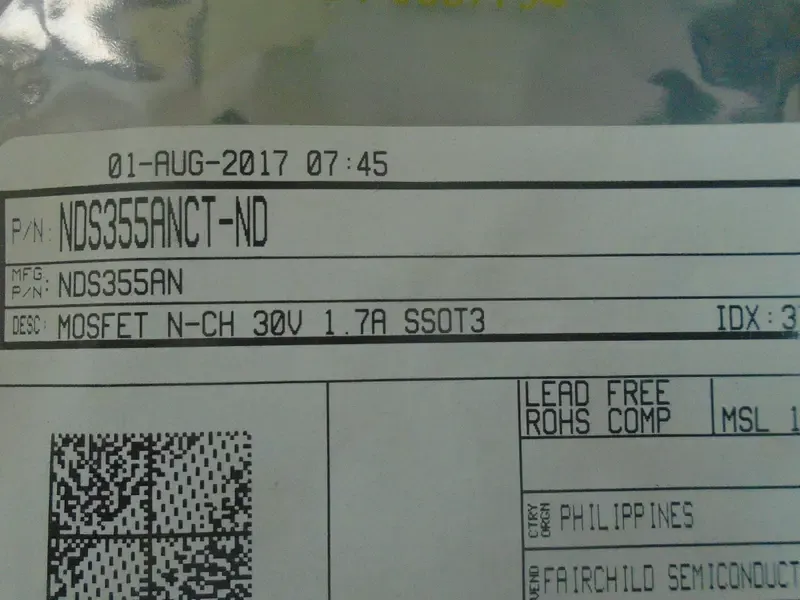 01-AUG-2017 07:45
P/N: NDS355ANCT-ND
MFG. P/N: NDS355AN
DESC: MOSFET N-CH 30V 1.7A SSOT3 IDX:3
LEAD FREE
ROHS COMP
MSL 1
CTRY ORGN PHILIPPINES
VEND FAIRCHILD SEMICONDUCT